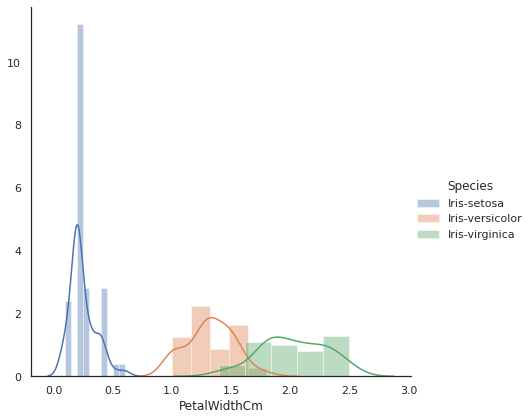 10
8
6
4
2
0
0.0 0.5 1.0 1.5 2.0 2.5 3.0
PetalWidthCm
Species
Iris-setosa
Iris-versicolor
Iris-virginica